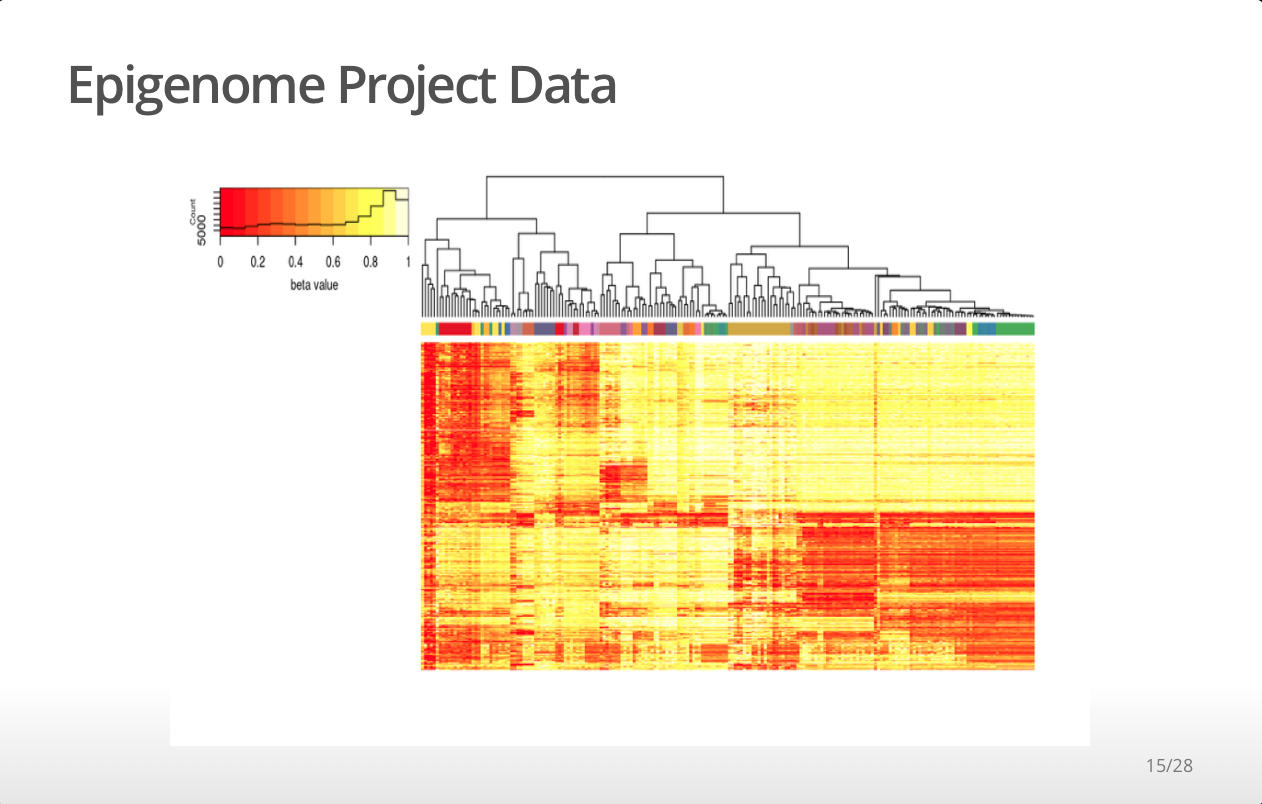 Epigenome Project Data
Count
5000
0 0.2 0.4 0.6 0.8 1
beta value
15/28